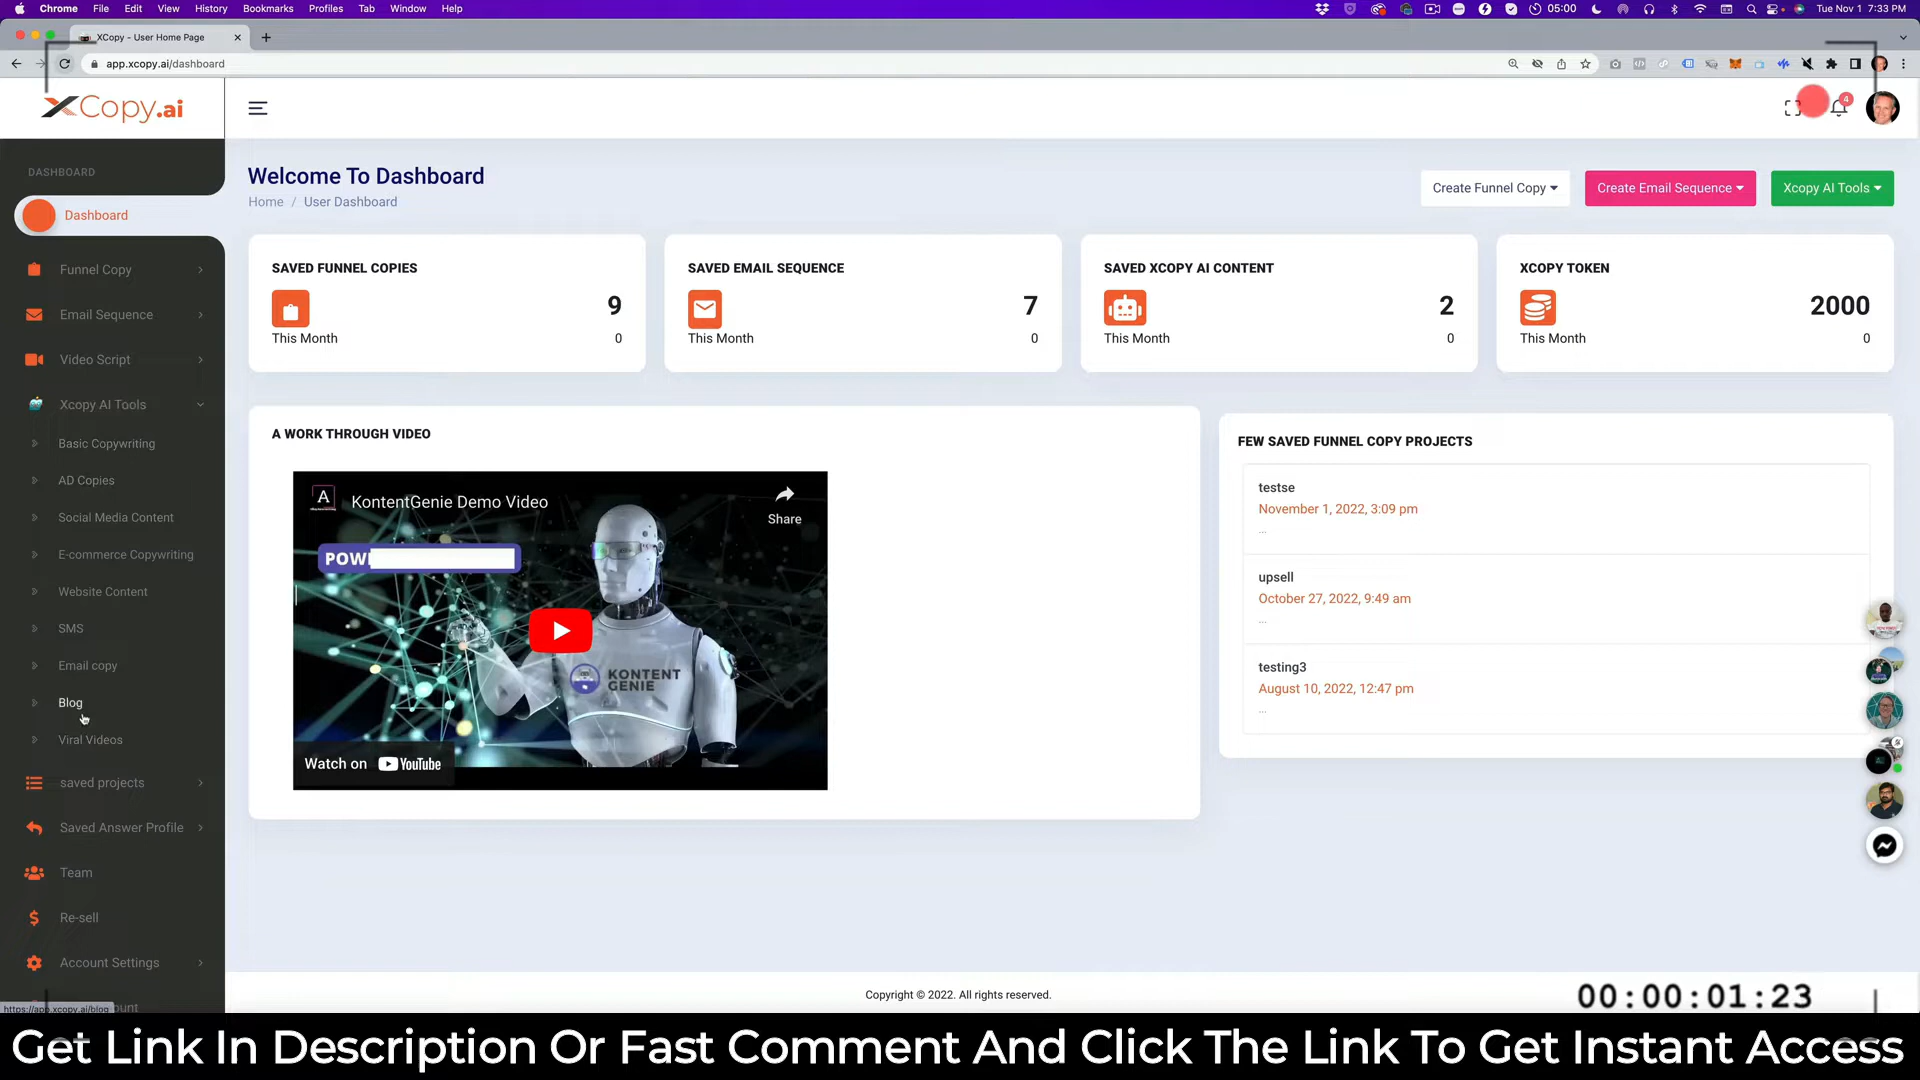 Chrome File Edit View History Bookmarks Profiles Tab Window Help
05:00 Tue Nov 1 7:33 PM
XCopy - User Home Page
app.xcopy.ai/dashboard
XCopy.ai
4
DASHBOARD
Dashboard
Funnel Copy
Email Sequence
Video Script
Xcopy AI Tools
Basic Copywriting
AD Copies
Social Media Content
E-commerce Copywriting
Website Content
SMS
Email copy
Blog
Viral Videos
saved projects
Saved Answer Profile
Team
Re-sell
Account Settings
https://app.xcopy.ai/blog
Welcome To Dashboard
Home / User Dashboard
Create Funnel Copy
Create Email Sequence
Xcopy AI Tools
SAVED FUNNEL COPIES
9
This Month 0
SAVED EMAIL SEQUENCE
7
This Month 0
SAVED XCOPY AI CONTENT
2
This Month 0
XCOPY TOKEN
2000
This Month 0
A WORK THROUGH VIDEO
A KontentGenie Demo Video
Share
POW
KONTENT
GENIE
Watch on YouTube
FEW SAVED FUNNEL COPY PROJECTS
testse
November 1, 2022, 3:09 pm
...
upsell
October 27, 2022, 9:49 am
...
testing3
August 10, 2022, 12:47 pm
...
Copyright © 2022. All rights reserved.
00:00:01:23
Get Link In Description Or Fast Comment And Click The Link To Get Instant Access